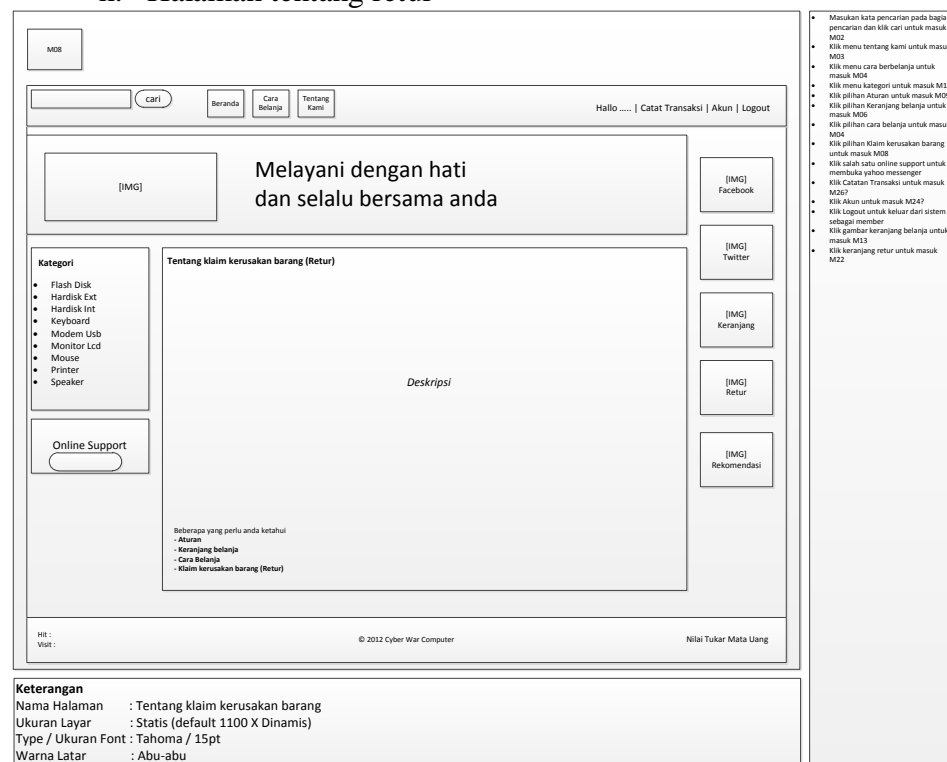 Halaman tentang retur
M08
cari
Beranda
Cara
Belanja
Tentang
Kami
Hallo ..... | Catat Transaksi | Akun | Logout
[IMG]
Melayani dengan hati
dan selalu bersama anda
[IMG]
Facebook
[IMG]
Twitter
[IMG]
Keranjang
[IMG]
Retur
[IMG]
Rekomendasi
Kategori
• Flash Disk
• Hardisk Ext
• Hardisk Int
• Keyboard
• Modem Usb
• Monitor Lcd
• Mouse
• Printer
• Speaker
Online Support
Tentang klaim kerusakan barang (Retur)
Deskripsi
Beberapa yang perlu anda ketahui
- Aturan
- Keranjang belanja
- Cara Belanja
- Klaim kerusakan barang (Retur)
Hit :
Visit :
© 2012 Cyber War Computer
Nilai Tukar Mata Uang
• Masukan kata pencarian pada
pencarian dan klik cari untuk masuk
M02
• Klik menu tentang kami untuk
M03
• Klik menu cara berbelanja untuk
masuk M04
• Klik menu kategori untuk masuk
• Klik pilihan Aturan untuk masuk
• Klik pilihan Keranjang belanja untuk
masuk M06
• Klik pilihan cara belanja untuk
M04
• Klik pilihan Klaim kerusakan barang
untuk masuk M08
• Klik salah satu online support untuk
membuka yahoo messenger
• Klik Catatan Transaksi untuk masuk
M26?
• Klik Akun untuk masuk M24?
• Klik Logout untuk keluar dari sistem
sebagai member
• Klik gambar keranjang belanja untuk
masuk M13
• Klik keranjang retur untuk masuk
M22
Keterangan
Nama Halaman : Tentang klaim kerusakan barang
Ukuran Layar : Statis (default 1100 X Dinamis)
Type / Ukuran Font : Tahoma / 15pt
Warna Latar : Abu-abu